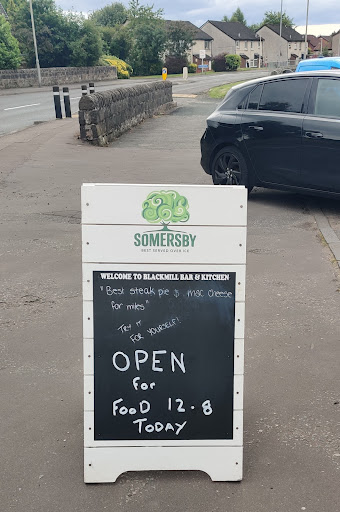 SOMERSBY
BEST SERVED OVER ICE
WELCOME TO BLACKMILL BAR & KITCHEN
"Best steak pie & mac cheese
for miles"
TRY IT
FOR YOURSELF!
OPEN
for
FOOD 12-8
TODAY